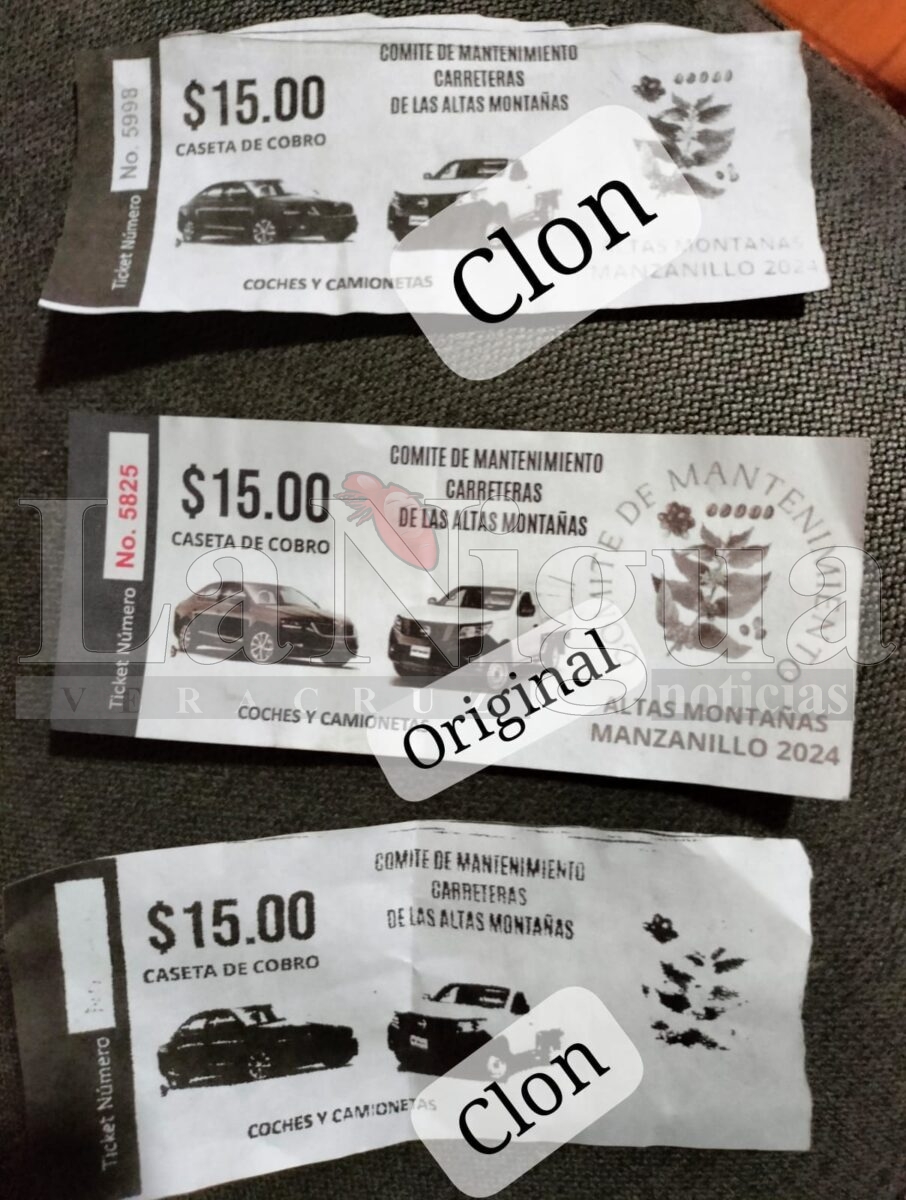 Ticket Número No. 5998
$15.00
CASETA DE COBRO
COMITE DE MANTENIMIENTO
CARRETERAS
DE LAS ALTAS MONTAÑAS
COCHES Y CAMIONETAS
ALTAS MONTAÑAS
MANZANILLO 2024
Clon
Ticket Número No. 5825
$15.00
CASETA DE COBRO
COMITE DE MANTENIMIENTO
CARRETERAS
DE LAS ALTAS MONTAÑAS
COMITE DE MANTENIMIENTO
COCHES Y CAMIONETAS
ALTAS MONTAÑAS
MANZANILLO 2024
Original
LaNigua
VERACRUZ noticias
Ticket Número No.
$15.00
CASETA DE COBRO
COMITE DE MANTENIMIENTO
CARRETERAS
DE LAS ALTAS MONTAÑAS
COCHES Y CAMIONETAS
Clon